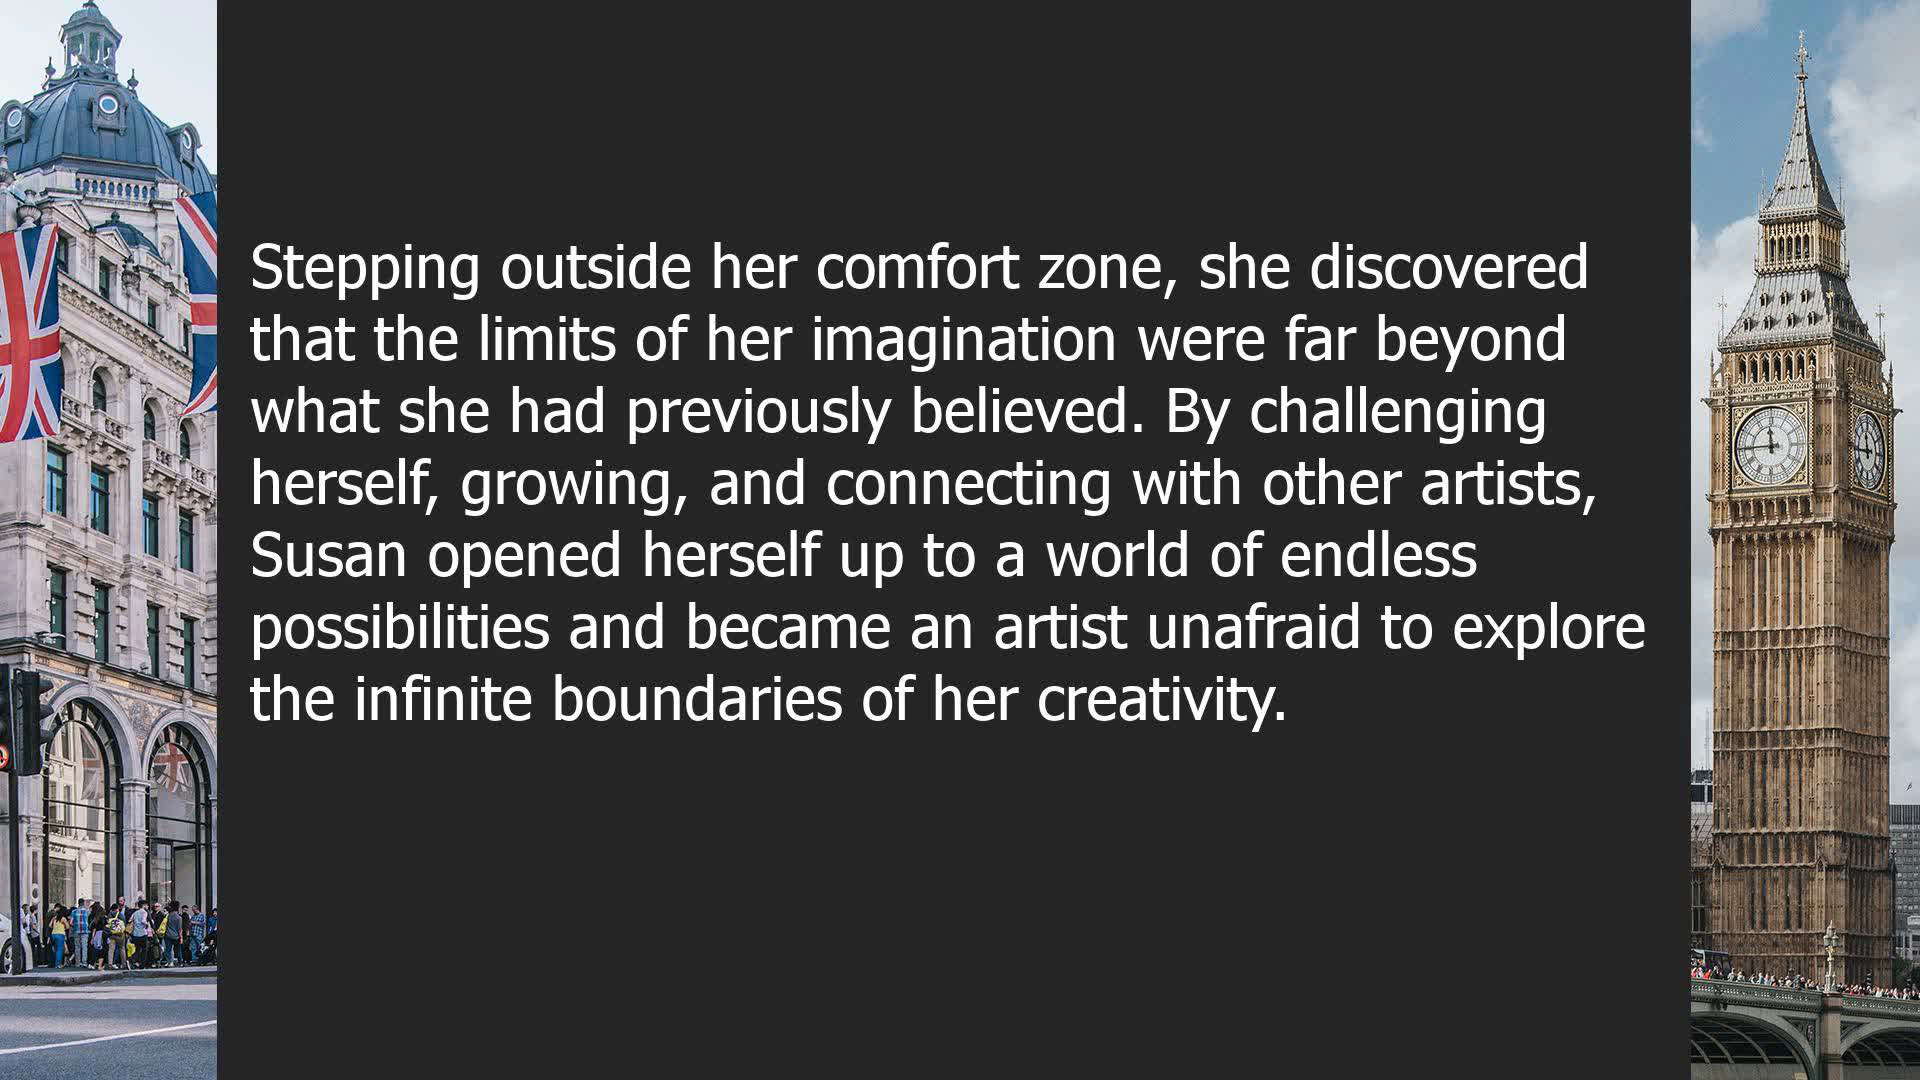 Stepping outside her comfort zone, she discovered
that the limits of her imagination were far beyond
what she had previously believed. By challenging
herself, growing, and connecting with other artists,
Susan opened herself up to a world of endless
possibilities and became an artist unafraid to explore
the infinite boundaries of her creativity.